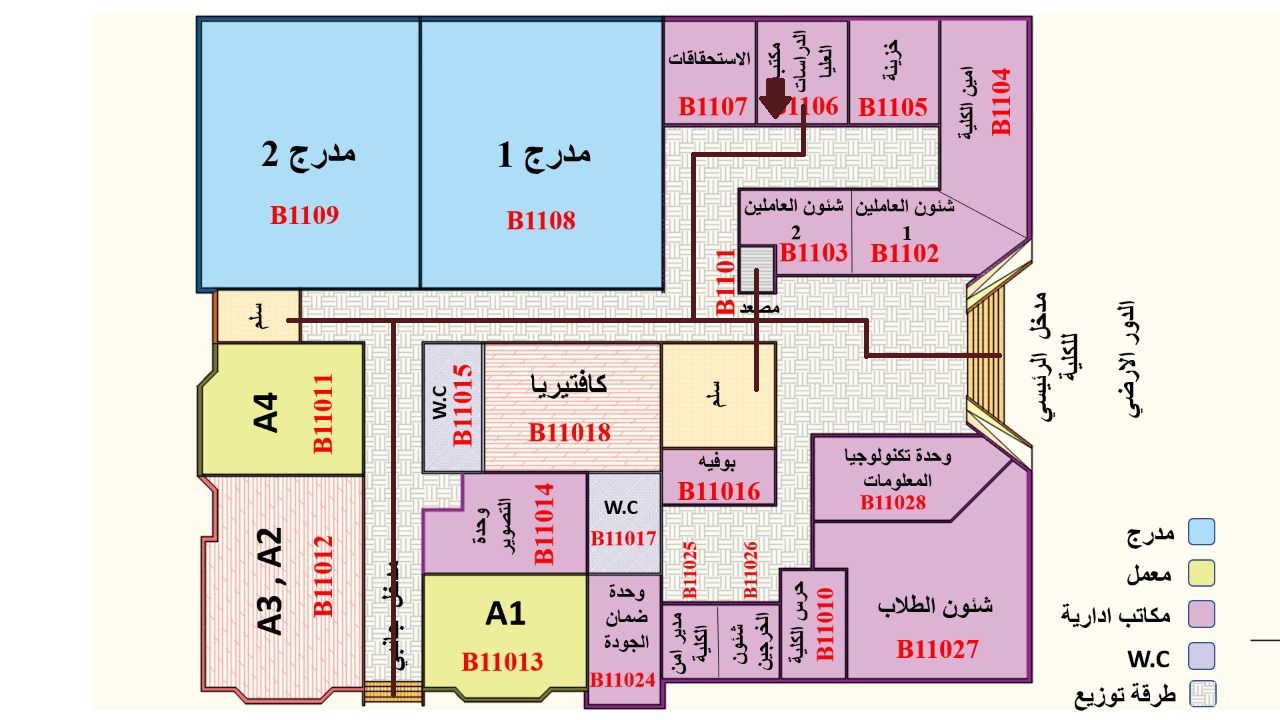 الاستحقاقات
B1107
مكتب
الدراسات
العليا
B1106
خزينة
B1105
امين الكلية
B1104
مدرج 2
B1109
مدرج 1
B1108
شئون العاملين
2
B1103
شئون العاملين
1
B1102
B1101
مصعد
سلم
مدخل الرئيسي
للكلية
الدور الارضي
A4
B11011
W.C
B11015
كافتيريا
B11018
سلم
بوفيه
B11016
وحدة تكنولوجيا
المعلومات
B11028
A3 , A2
B11012
مدخل جانبي
وحدة
التصوير
B11014
W.C
B11017
B11025
B11026
A1
B11013
وحدة
ضمان
الجودة
B11024
مدير امن
الكلية
شئون
الخرجين
حرس الكلية
B11010
شئون الطلاب
B11027
مدرج
معمل
مكاتب ادارية
W.C
طرقة توزيع